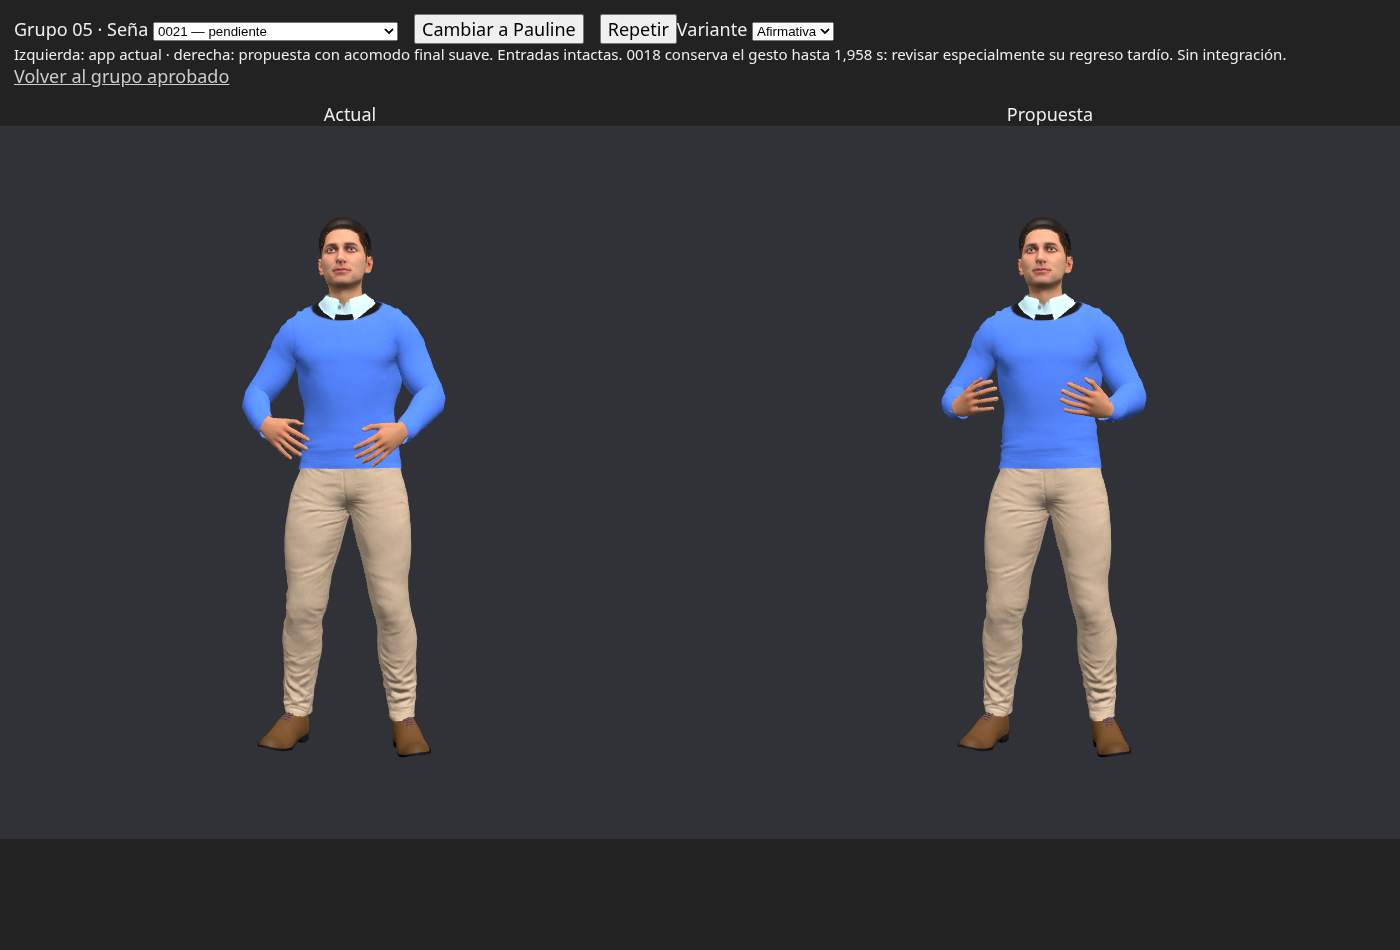 Grupo 05 · Seña 0021 — pendiente Cambiar a Pauline Repetir Variante Afirmativa
Izquierda: app actual · derecha: propuesta con acomodo final suave. Entradas intactas. 0018 conserva el gesto hasta 1,958 s: revisar especialmente su regreso tardío. Sin integración.
Volver al grupo aprobado
Actual Propuesta